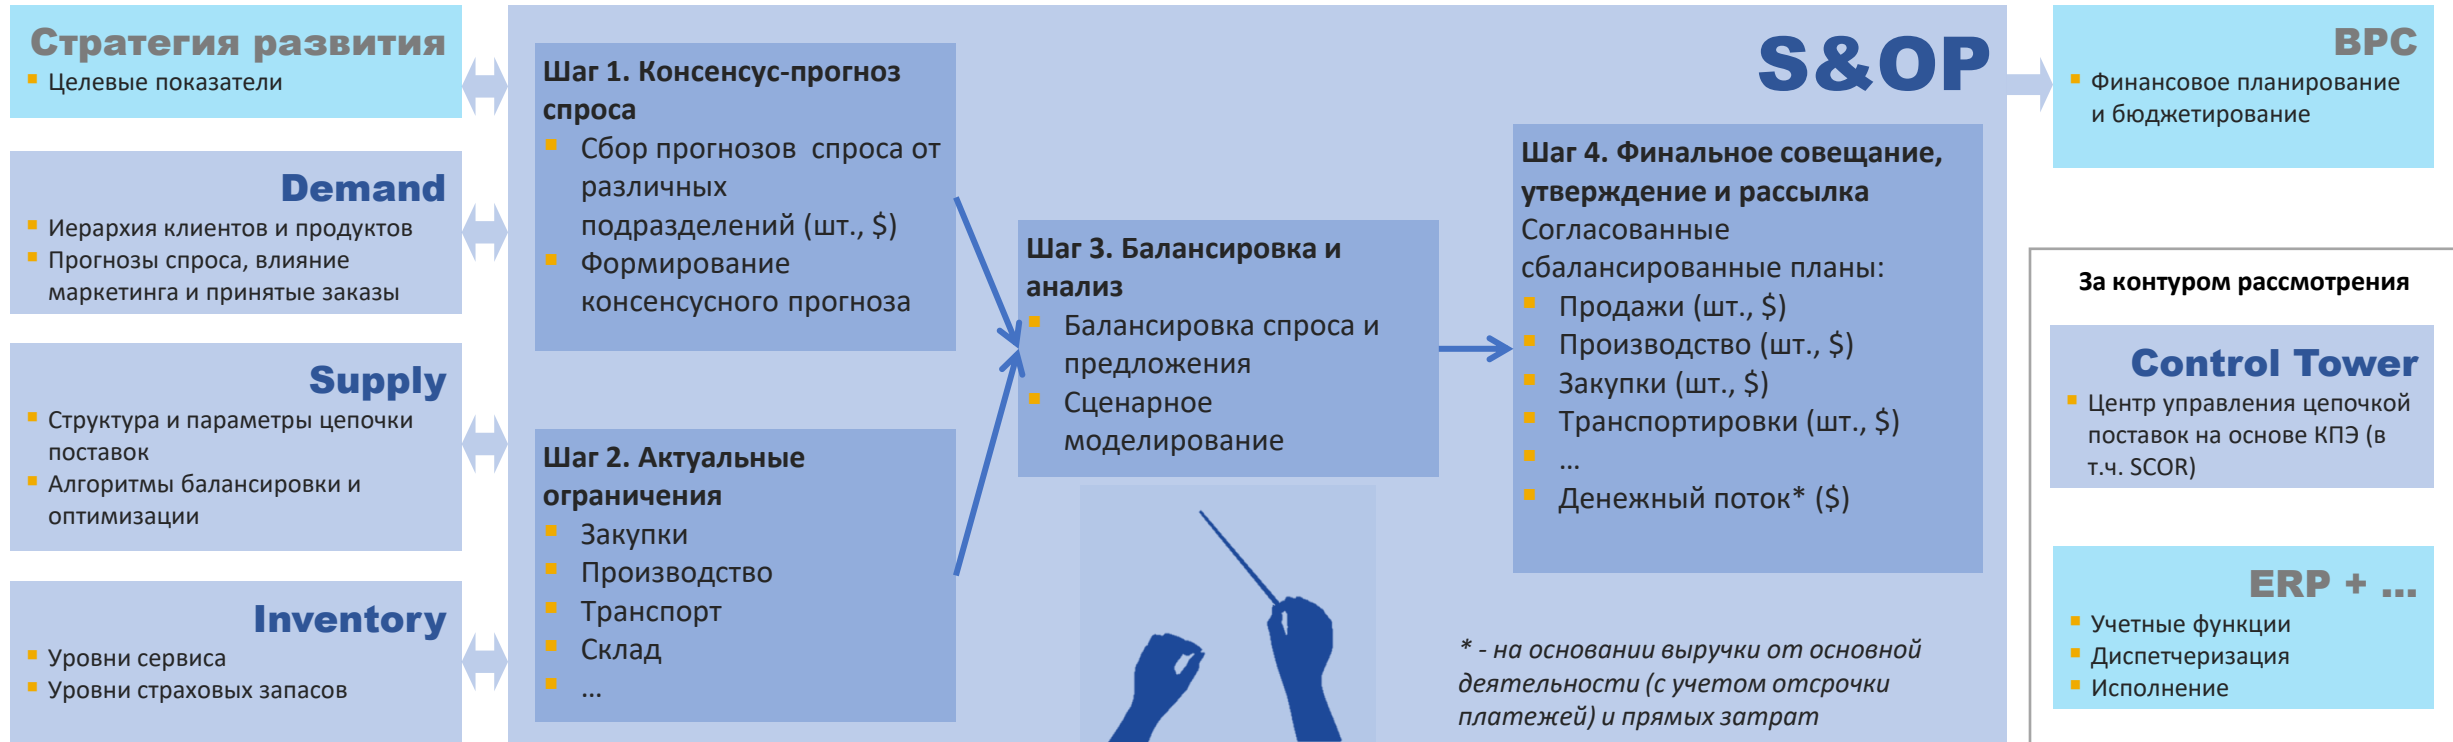 Стратегия развития
Целевые показатели
Demand
Иерархия клиентов и продуктов
Прогнозы спроса, влияние
маркетинга и принятые заказы
Supply
Структура и параметры цепочки
поставок
Алгоритмы балансировки и
оптимизации
Inventory
Уровни сервиса
Уровни страховых запасов
S&OP
Шаг 1. Консенсус-прогноз
спроса
Сбор прогнозов спроса от
различных
подразделений (шт., $)
Формирование
консенсусного прогноза
Шаг 2. Актуальные
ограничения
Закупки
Производство
Транспорт
Склад
...
Шаг 3. Балансировка и
анализ
Балансировка спроса и
предложения
Сценарное
моделирование
Шаг 4. Финальное совещание,
утверждение и рассылка
Согласованные
сбалансированные планы:
Продажи (шт., $)
Производство (шт., $)
Закупки (шт., $)
Транспортировки (шт., $)
...
Денежный поток* ($)
* - на основании выручки от основной
деятельности (с учетом отсрочки
платежей) и прямых затрат
BPC
Финансовое планирование
и бюджетирование
За контуром рассмотрения
Control Tower
Центр управления цепочкой
поставок на основе КПЭ (в
т.ч. SCOR)
ERP + ...
Учетные функции
Диспетчеризация
Исполнение